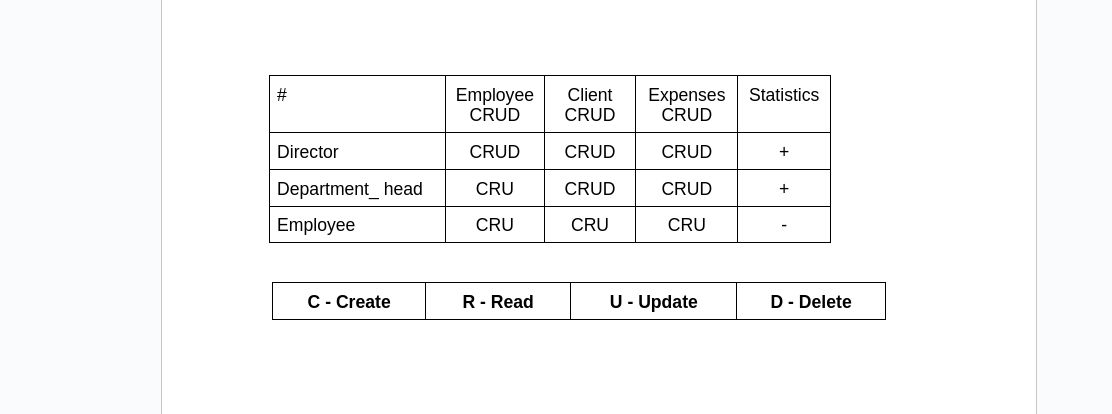 # Employee CRUD Client CRUD Expenses CRUD Statistics
Director CRUD CRUD CRUD +
Department_ head CRU CRUD CRUD +
Employee CRU CRU CRU -
C - Create R - Read U - Update D - Delete